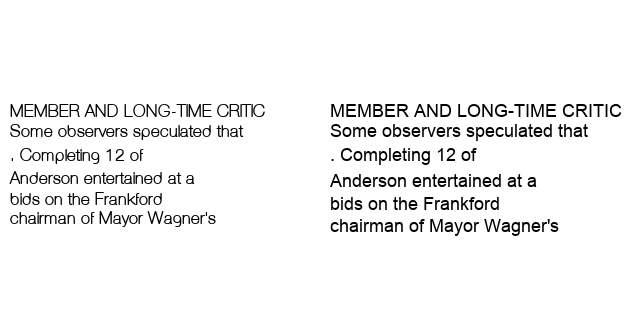 MEMBER AND LONG-TIME CRITIC
Some observers speculated that
. Completing 12 of
Anderson entertained at a
bids on the Frankford
chairman of Mayor Wagner's
MEMBER AND LONG-TIME CRITIC
Some observers speculated that
. Completing 12 of
Anderson entertained at a
bids on the Frankford
chairman of Mayor Wagner's